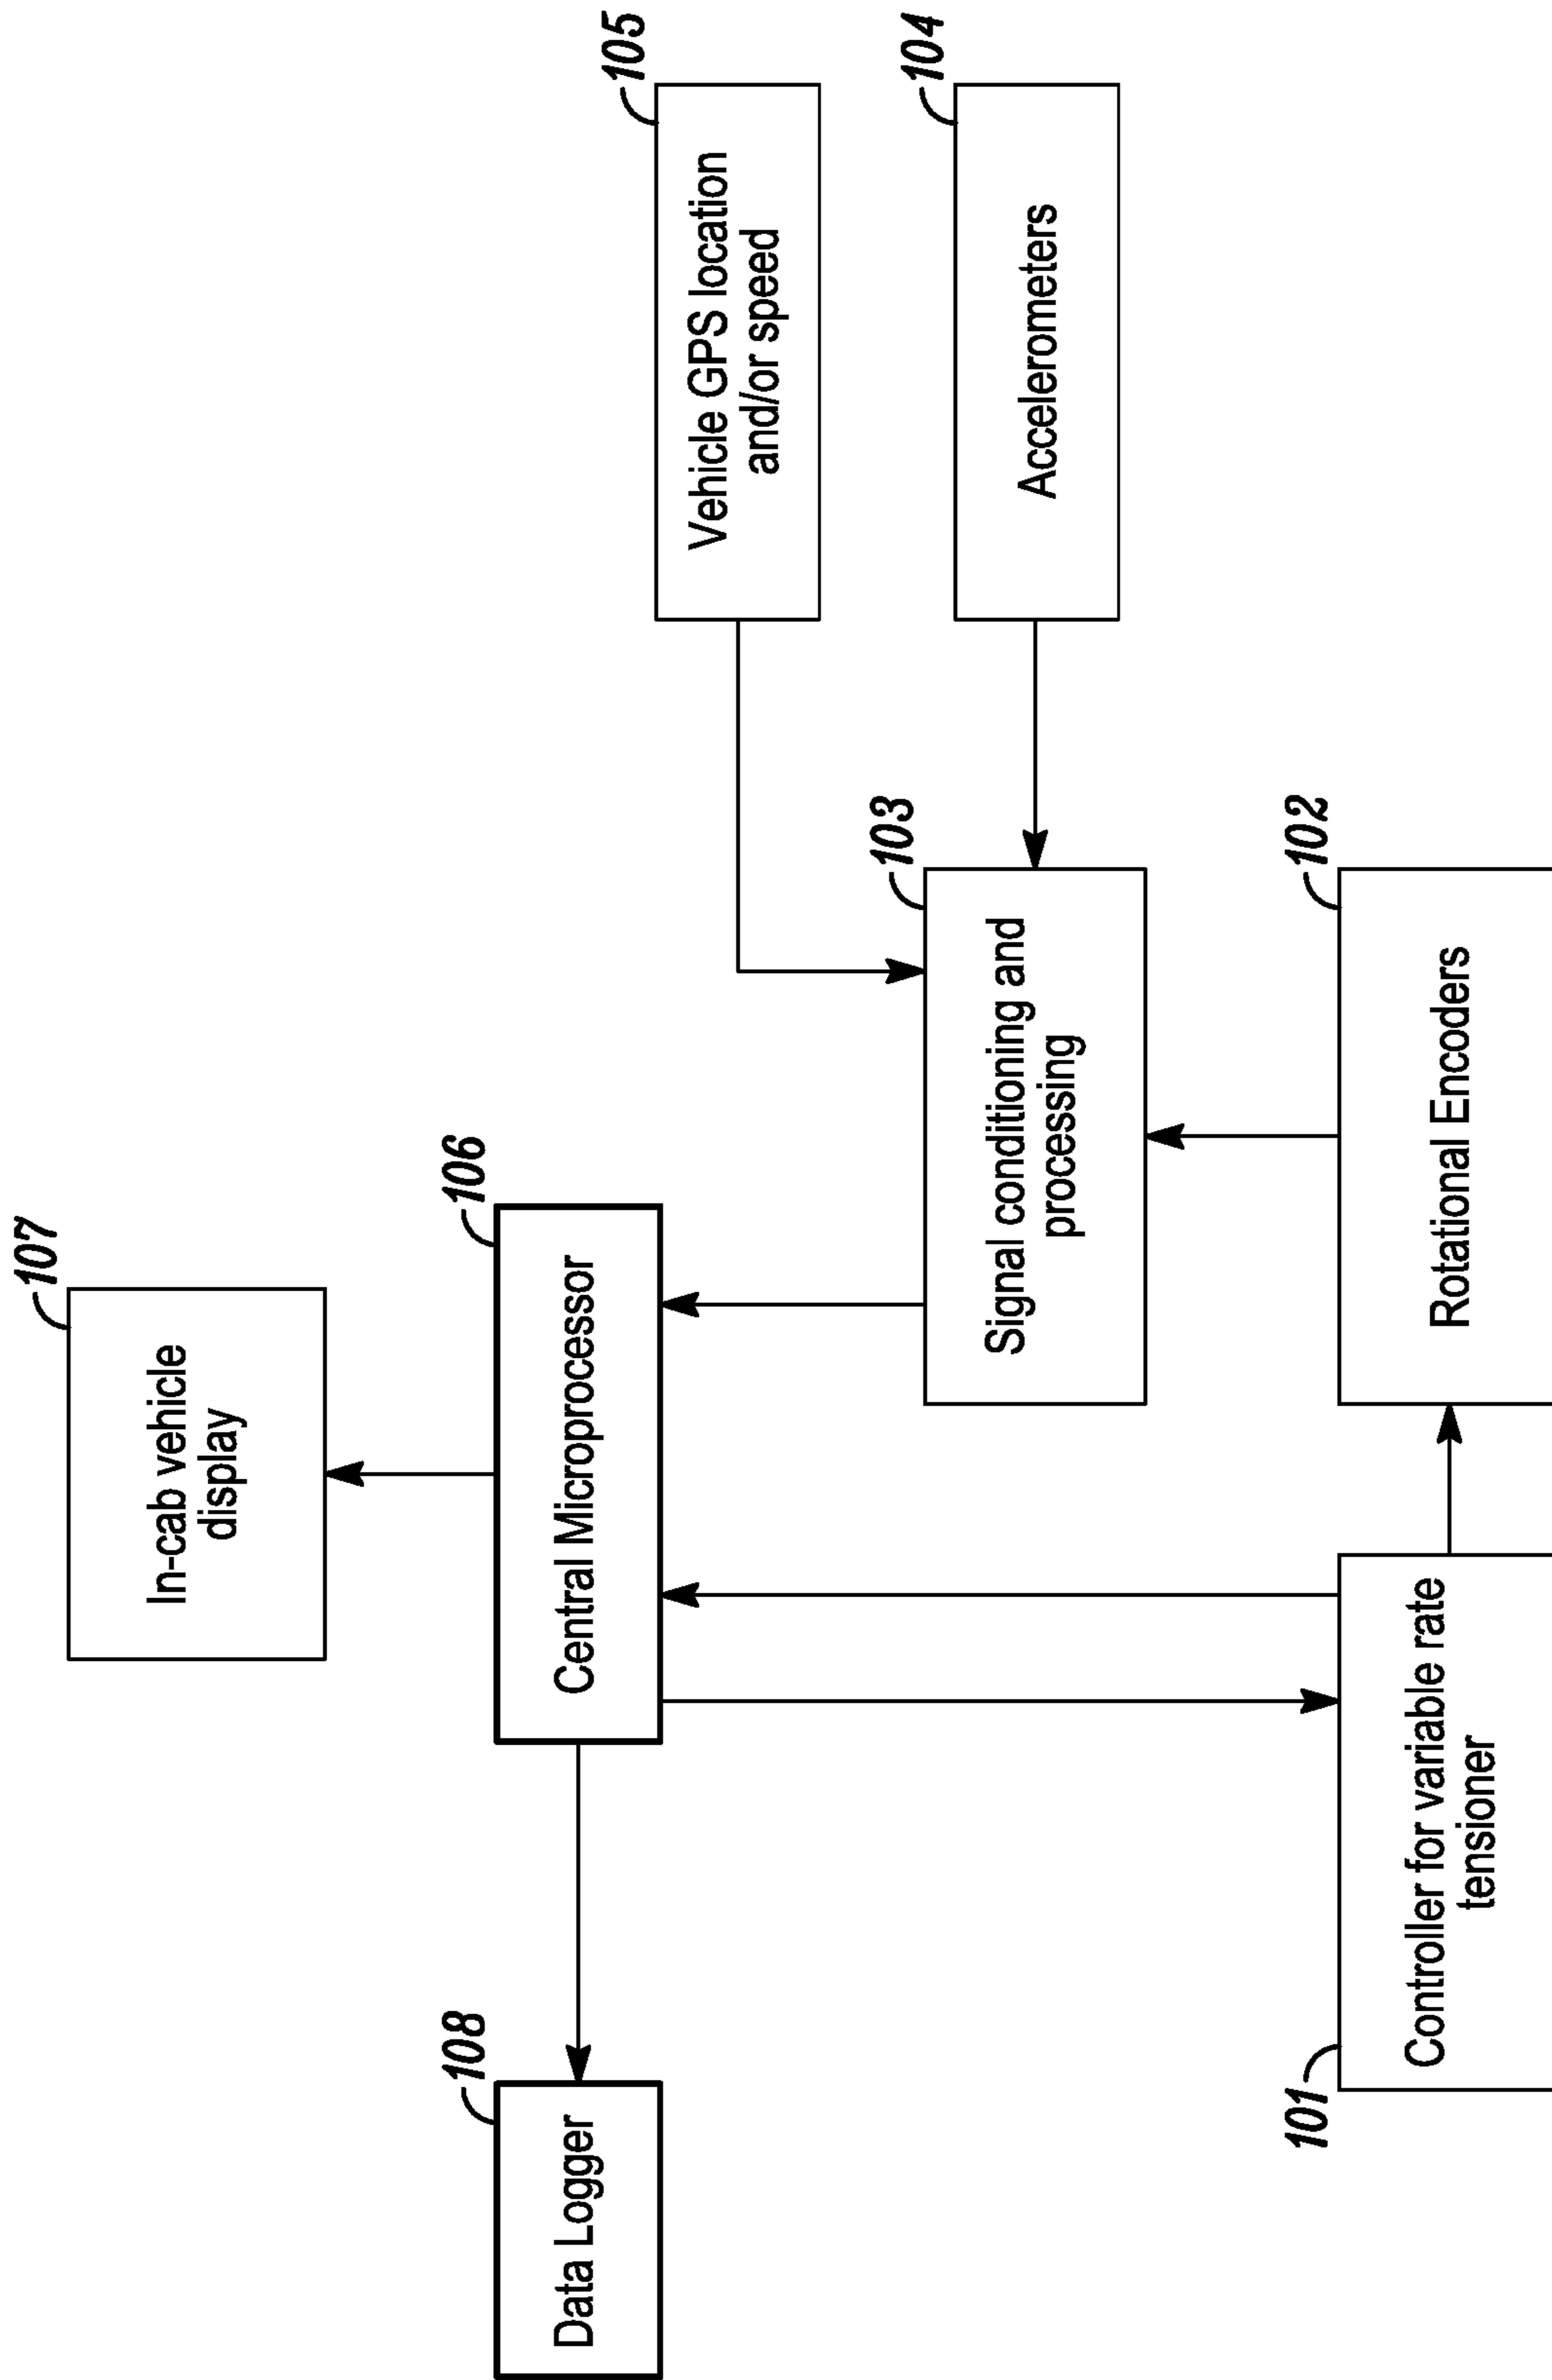 107
In-cab vehicle
display
108
Data Logger
106
Central Microprocessor
105
Vehicle GPS location
and/or speed
103
Signal conditioning and
processing
104
Accelerometers
101
Controller for variable rate
tensioner
102
Rotational Encoders